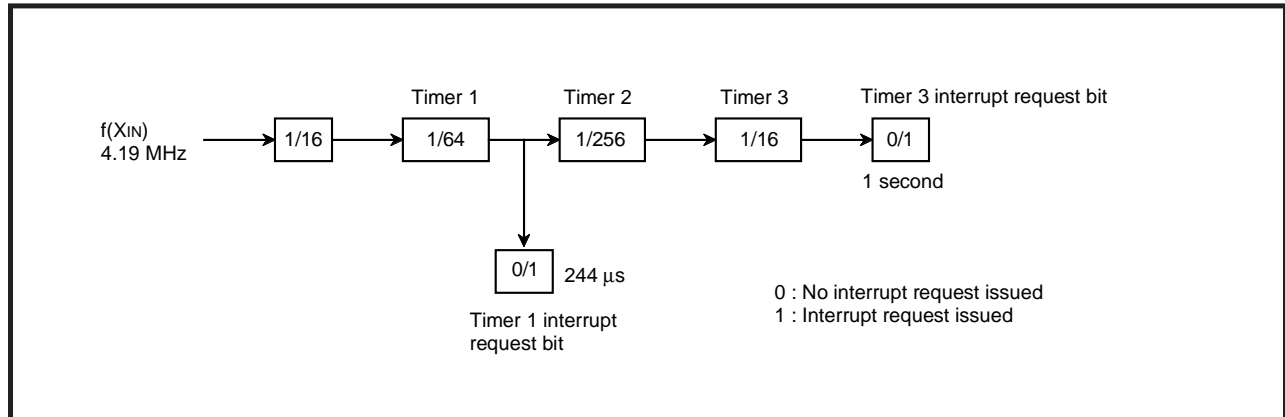 Timer 1
Timer 2
Timer 3
Timer 3 interrupt request bit
f(XIN)
4.19 MHz
1/16
1/64
1/256
1/16
0/1
1 second
0/1
244 μs
Timer 1 interrupt
request bit
0 : No interrupt request issued
1 : Interrupt request issued